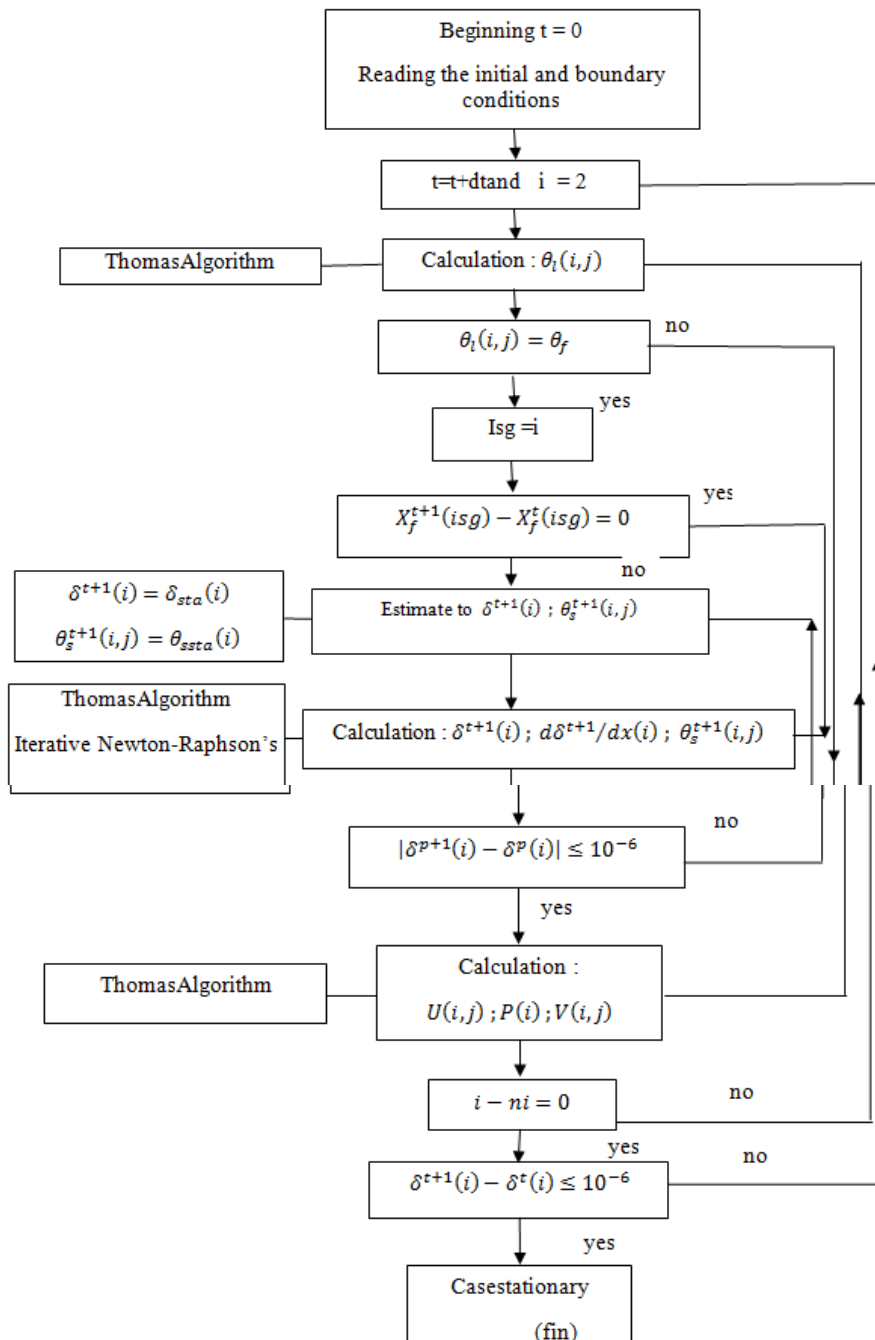 Beginning t = 0
Reading the initial and boundary
conditions
t=t+dtand i = 2
ThomasAlgorithm
Calculation : θ_l(i,j)
θ_l(i,j) = θ_f
no
yes
Isg =i
X_f^{t+1}(isg) − X_f^t(isg) = 0
yes
no
δ^{t+1}(i) = δ_{sta}(i)
θ_s^{t+1}(i,j) = θ_{ssta}(i)
Estimate to δ^{t+1}(i) ; θ_s^{t+1}(i,j)
ThomasAlgorithm
Iterative Newton-Raphson’s
Calculation : δ^{t+1}(i) ; dδ^{t+1}/dx(i) ; θ_s^{t+1}(i,j)
|δ^{p+1}(i) − δ^p(i)| ≤ 10^{−6}
no
yes
ThomasAlgorithm
Calculation :
U(i,j) ; P(i) ; V(i,j)
i − ni = 0
no
yes
δ^{t+1}(i) − δ^t(i) ≤ 10^{−6}
no
yes
Casestationary
(fin)